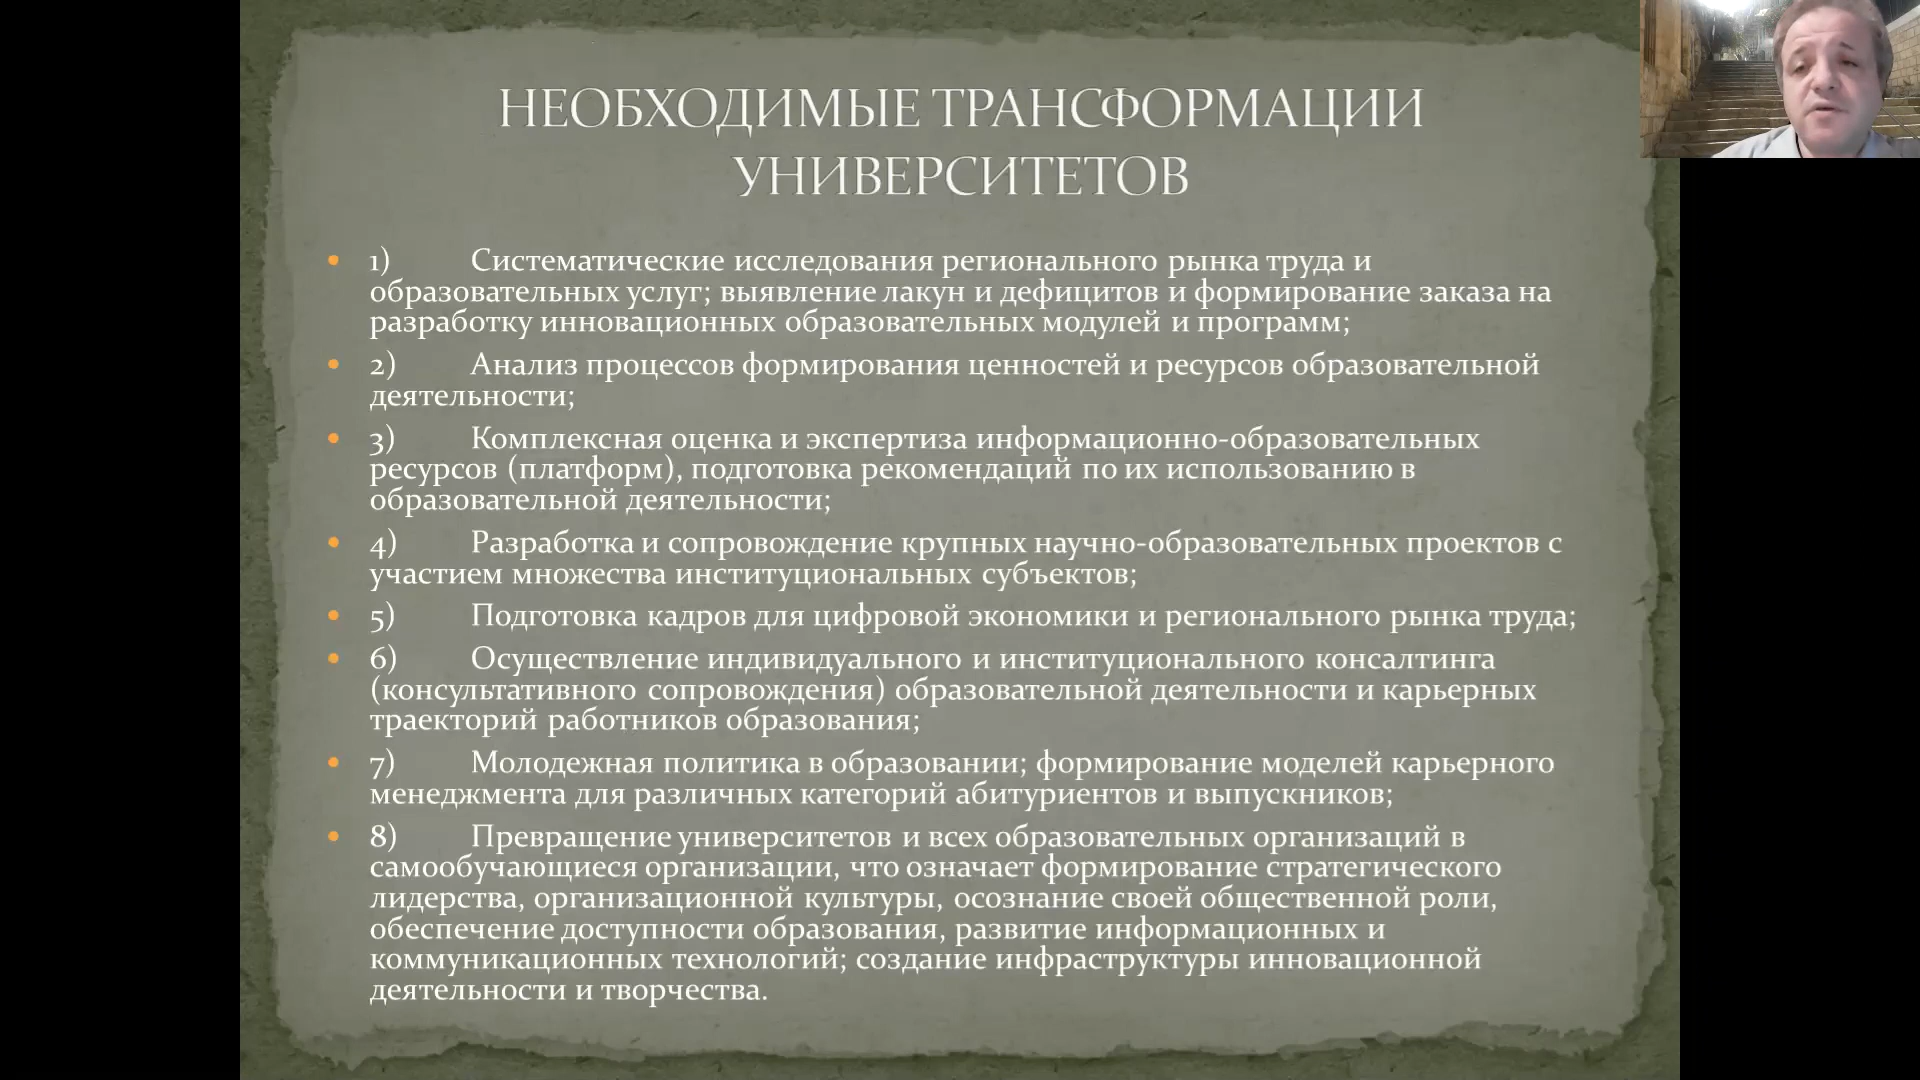 НЕОБХОДИМЫЕ ТРАНСФОРМАЦИИ
УНИВЕРСИТЕТОВ
• 1) Систематические исследования регионального рынка труда и
образовательных услуг; выявление лакун и дефицитов и формирование заказа на
разработку инновационных образовательных модулей и программ;
• 2) Анализ процессов формирования ценностей и ресурсов образовательной
деятельности;
• 3) Комплексная оценка и экспертиза информационно-образовательных
ресурсов (платформ), подготовка рекомендаций по их использованию в
образовательной деятельности;
• 4) Разработка и сопровождение крупных научно-образовательных проектов с
участием множества институциональных субъектов;
• 5) Подготовка кадров для цифровой экономики и регионального рынка труда;
• 6) Осуществление индивидуального и институционального консалтинга
(консультативного сопровождения) образовательной деятельности и карьерных
траекторий работников образования;
• 7) Молодежная политика в образовании; формирование моделей карьерного
менеджмента для различных категорий абитуриентов и выпускников;
• 8) Превращение университетов и всех образовательных организаций в
самообучающиеся организации, что означает формирование стратегического
лидерства, организационной культуры, осознание своей общественной роли,
обеспечение доступности образования, развитие информационных и
коммуникационных технологий; создание инфраструктуры инновационной
деятельности и творчества.